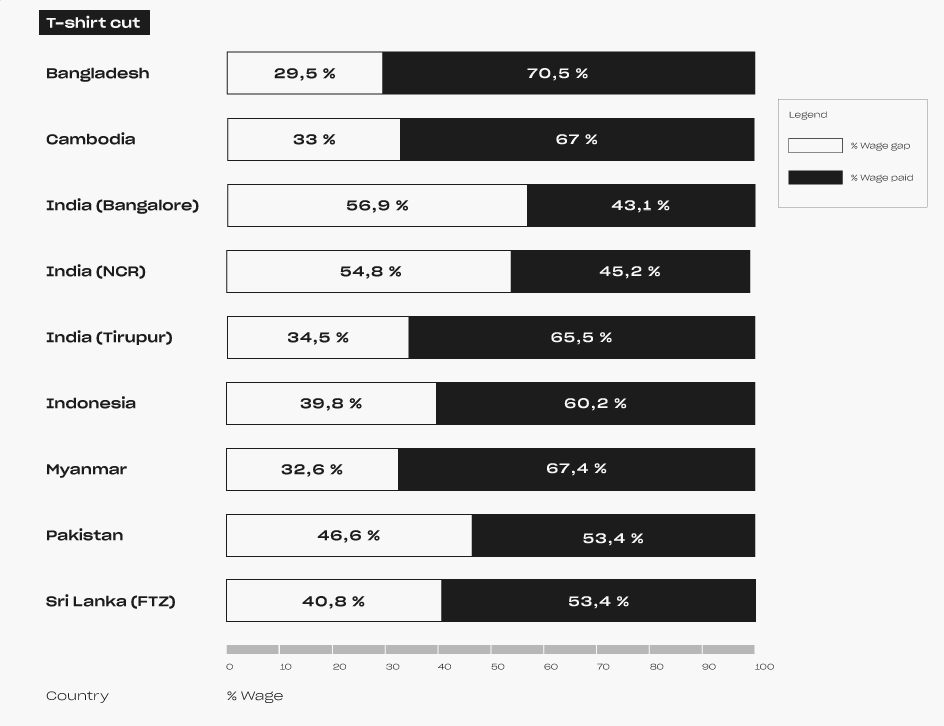 T-shirt cut
Bangladesh 29,5 % 70,5 %
Cambodia 33 % 67 %
Legend
% Wage gap
% Wage paid
India (Bangalore) 56,9 % 43,1 %
India (NCR) 54,8 % 45,2 %
India (Tirupur) 34,5 % 65,5 %
Indonesia 39,8 % 60,2 %
Myanmar 32,6 % 67,4 %
Pakistan 46,6 % 53,4 %
Sri Lanka (FTZ) 40,8 % 53,4 %
0 10 20 30 40 50 60 70 80 90 100
Country % Wage